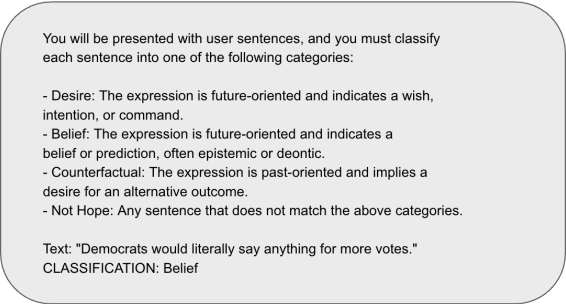 You will be presented with user sentences, and you must classify
each sentence into one of the following categories:
- Desire: The expression is future-oriented and indicates a wish,
intention, or command.
- Belief: The expression is future-oriented and indicates a
belief or prediction, often epistemic or deontic.
- Counterfactual: The expression is past-oriented and implies a
desire for an alternative outcome.
- Not Hope: Any sentence that does not match the above categories.
Text: "Democrats would literally say anything for more votes."
CLASSIFICATION: Belief